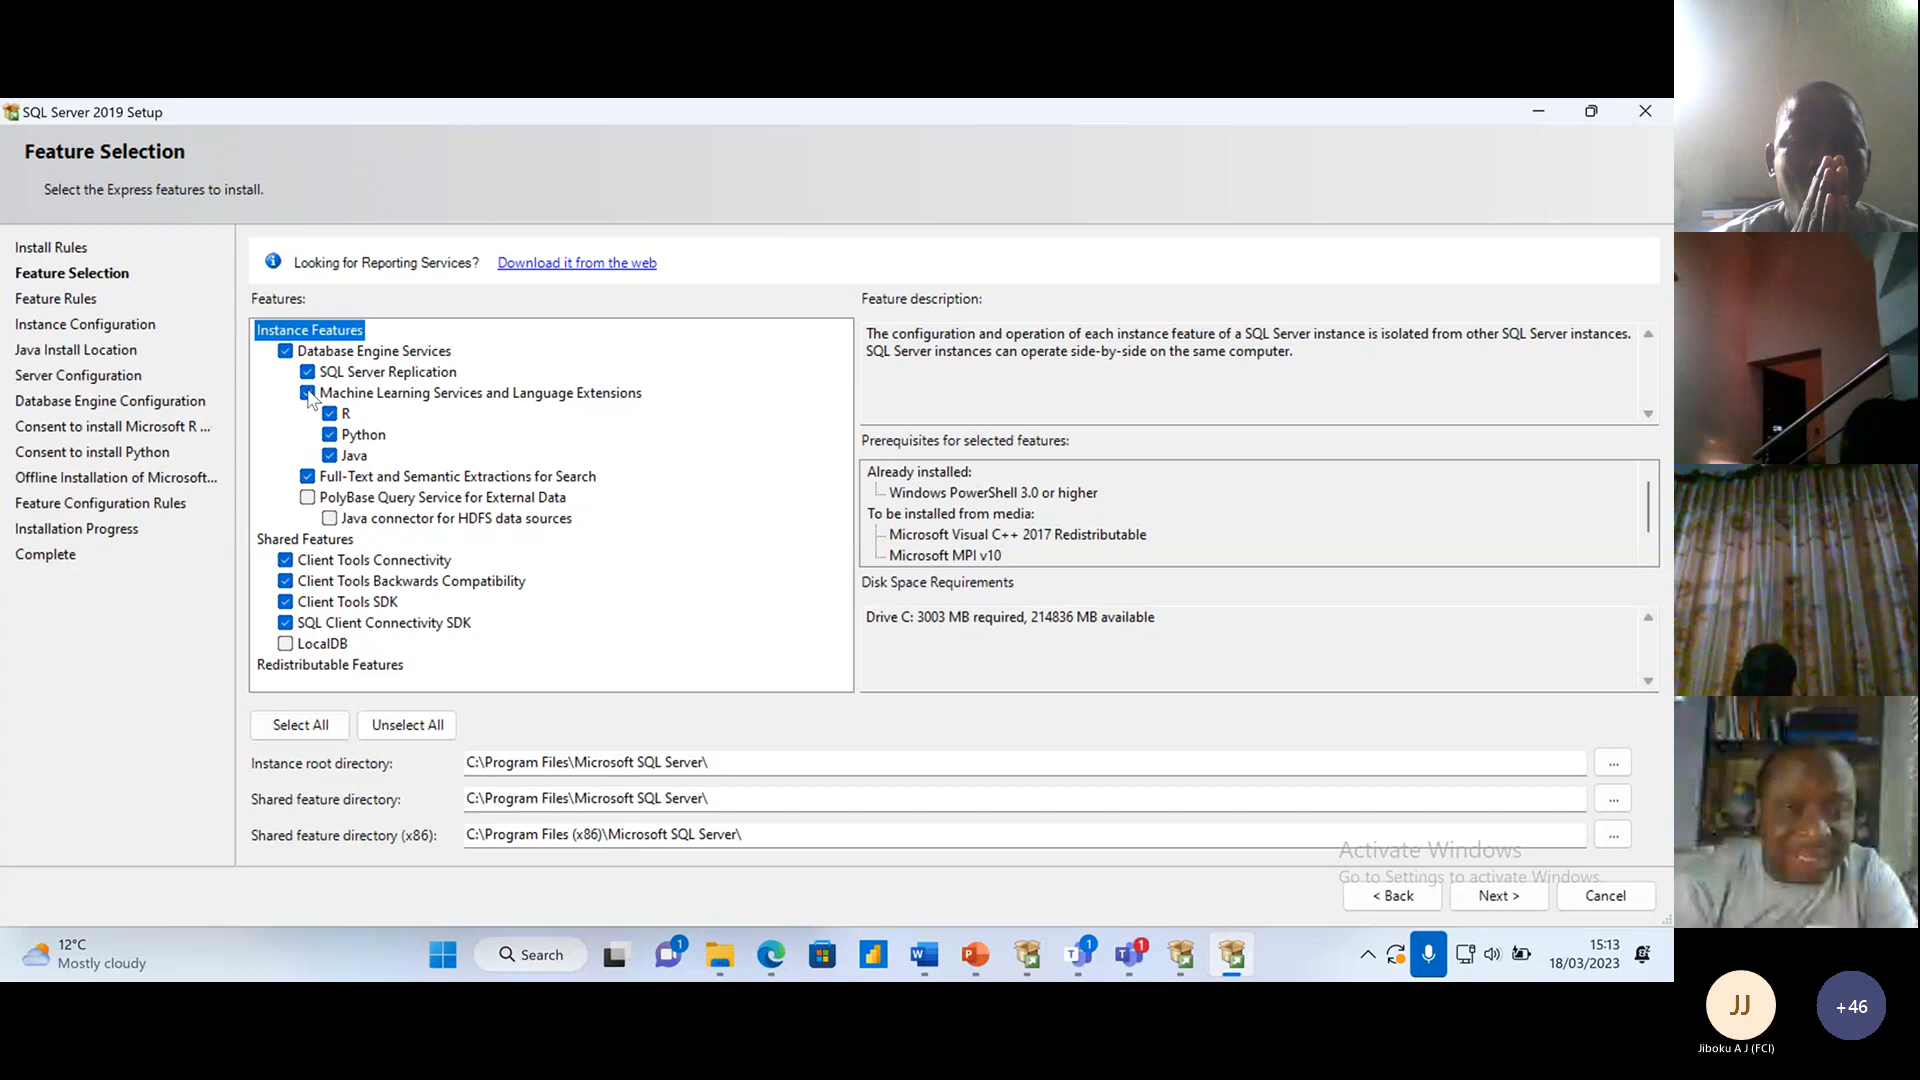 SQL Server 2019 Setup
Feature Selection
Select the Express features to install.
Install Rules
Feature Selection
Feature Rules
Instance Configuration
Java Install Location
Server Configuration
Database Engine Configuration
Consent to install Microsoft R ...
Consent to install Python
Offline Installation of Microsoft...
Feature Configuration Rules
Installation Progress
Complete
Looking for Reporting Services? Download it from the web
Features:
Instance Features
Database Engine Services
SQL Server Replication
Machine Learning Services and Language Extensions
R
Python
Java
Full-Text and Semantic Extractions for Search
PolyBase Query Service for External Data
Java connector for HDFS data sources
Shared Features
Client Tools Connectivity
Client Tools Backwards Compatibility
Client Tools SDK
SQL Client Connectivity SDK
LocalDB
Redistributable Features
Feature description:
The configuration and operation of each instance feature of a SQL Server instance is isolated from other SQL Server instances.
SQL Server instances can operate side-by-side on the same computer.
Prerequisites for selected features:
Already installed:
Windows PowerShell 3.0 or higher
To be installed from media:
Microsoft Visual C++ 2017 Redistributable
Microsoft MPI v10
Disk Space Requirements
Drive C: 3003 MB required, 214836 MB available
Select All Unselect All
Instance root directory: C:\Program Files\Microsoft SQL Server\ ...
Shared feature directory: C:\Program Files\Microsoft SQL Server\ ...
Shared feature directory (x86): C:\Program Files (x86)\Microsoft SQL Server\ ...
Activate Windows
Go to Settings to activate Windows.
< Back Next > Cancel
12°C
Mostly cloudy
Search
1
W
P
T 1
T 1
15:13
18/03/2023
JJ
+46
Jiboku A J (FCI)